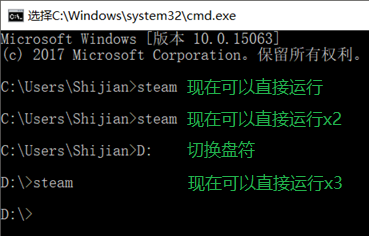 选择C:\Windows\system32\cmd.exe
Microsoft Windows [版本 10.0.15063]
(c) 2017 Microsoft Corporation。保留所有权利。
C:\Users\Shijian>steam 现在可以直接运行
C:\Users\Shijian>steam 现在可以直接运行x2
C:\Users\Shijian>D: 切换盘符
D:\>steam 现在可以直接运行x3
D:\>